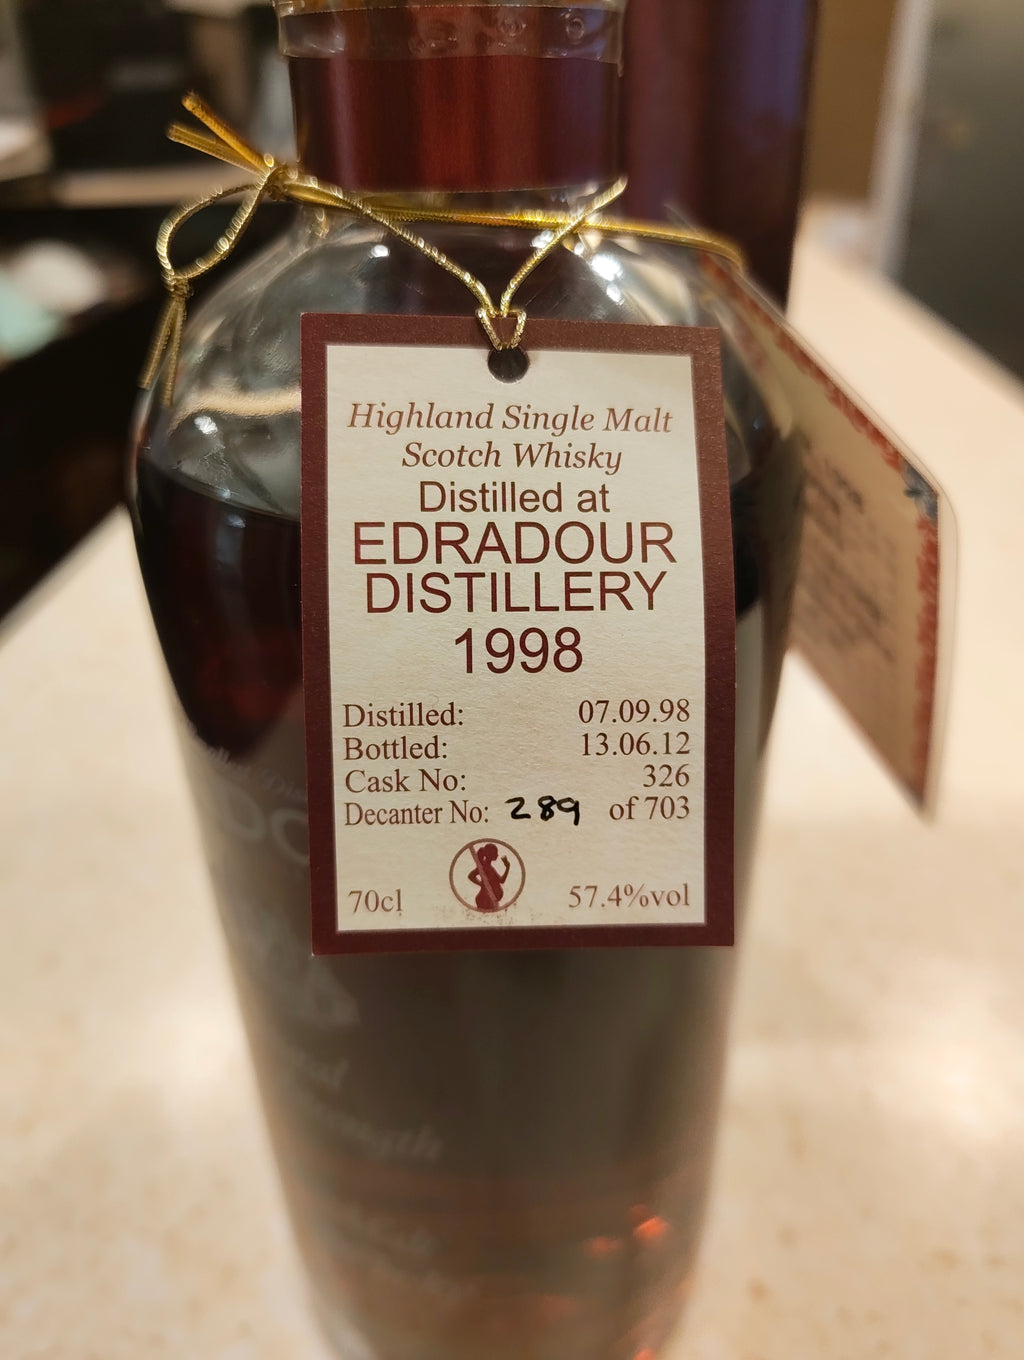 Highland Single Malt
Scotch Whisky
Distilled at
EDRADOUR
DISTILLERY
1998
Distilled: 07.09.98
Bottled: 13.06.12
Cask No: 326
Decanter No: 289 of 703
70cl 57.4%vol